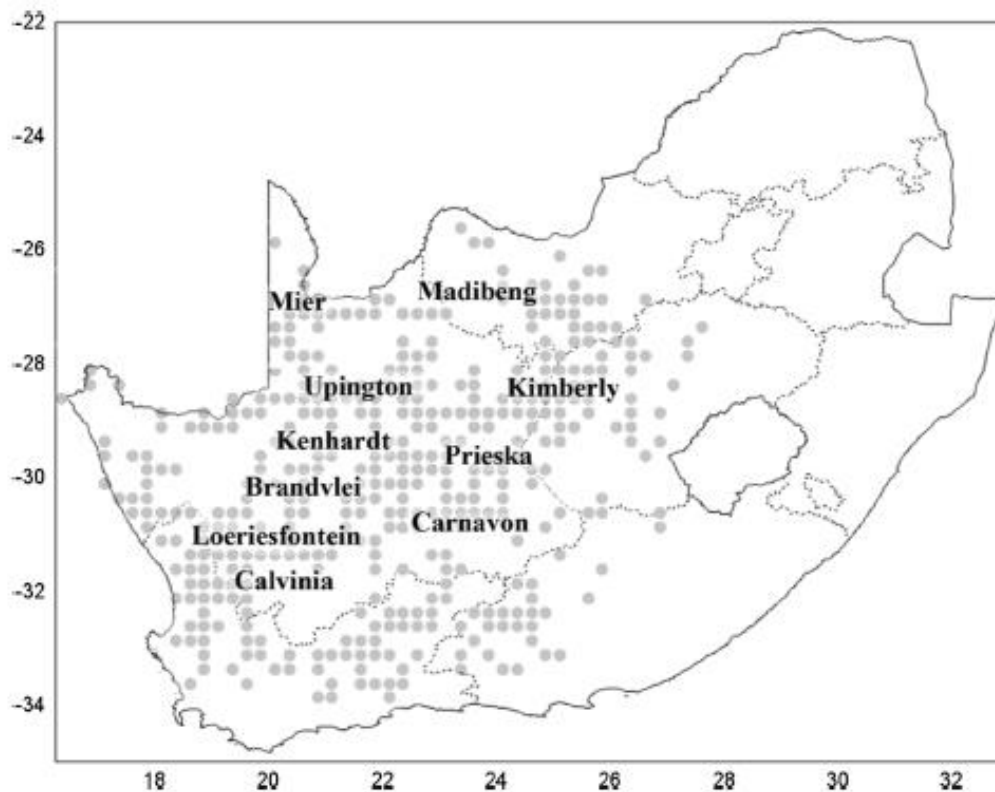 -22
-24
-26
Mier
Madibeng
-28
Upington
Kimberly
Kenhardt
Prieska
-30
Brandvlei
Carnavon
Loeriesfontein
Calvinia
-32
-34
18 20 22 24 26 28 30 32